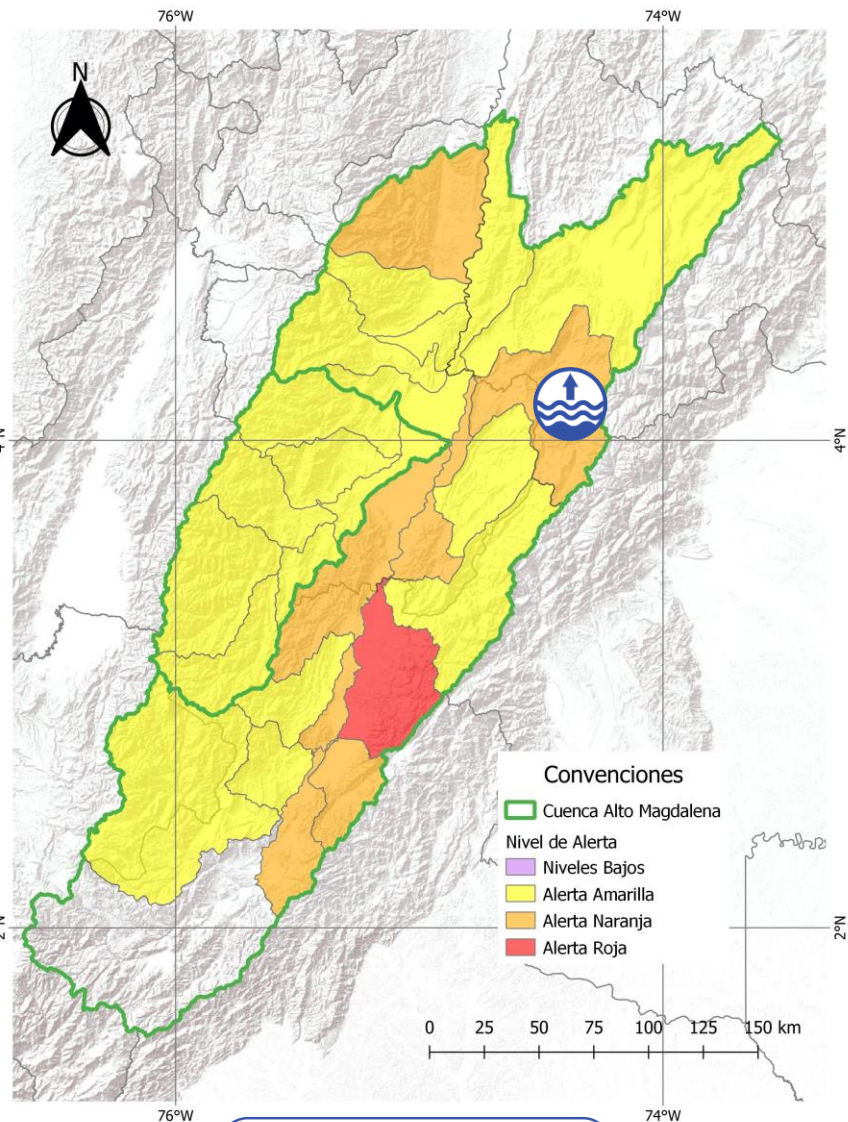 76°W 74°W
N
4°N 4°N
2°N 2°N
Convenciones
Cuenca Alto Magdalena
Nivel de Alerta
Niveles Bajos
Alerta Amarilla
Alerta Naranja
Alerta Roja
0 25 50 75 100 125 150 km
76°W 74°W